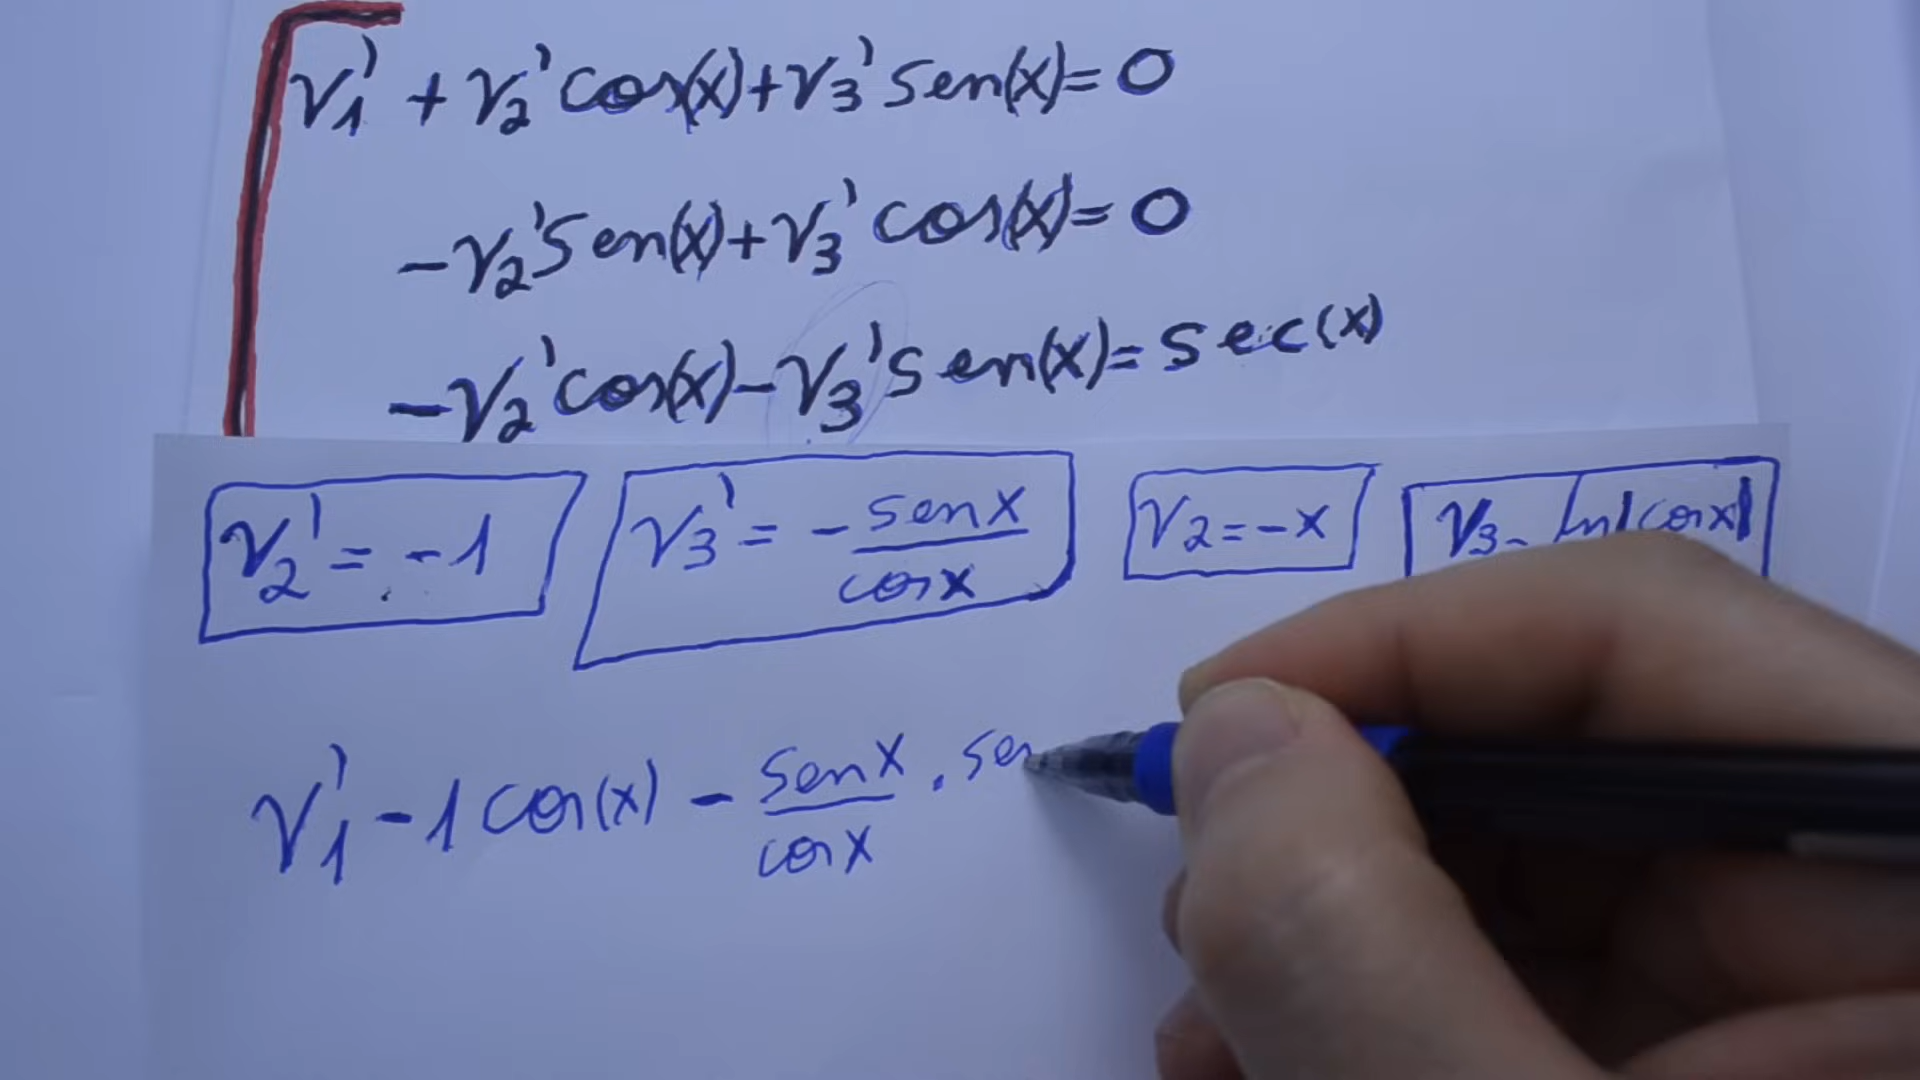 v₁' + v₂' cos(x) + v₃' sen(x) = 0
-v₂' sen(x) + v₃' cos(x) = 0
-v₂' cos(x) - v₃' sen(x) = sec(x)
v₂' = -1 v₃' = - senx/cosx v₂ = -x v₃ = ln|cosx|
v₁' - 1 cos(x) - senx/cosx . sen